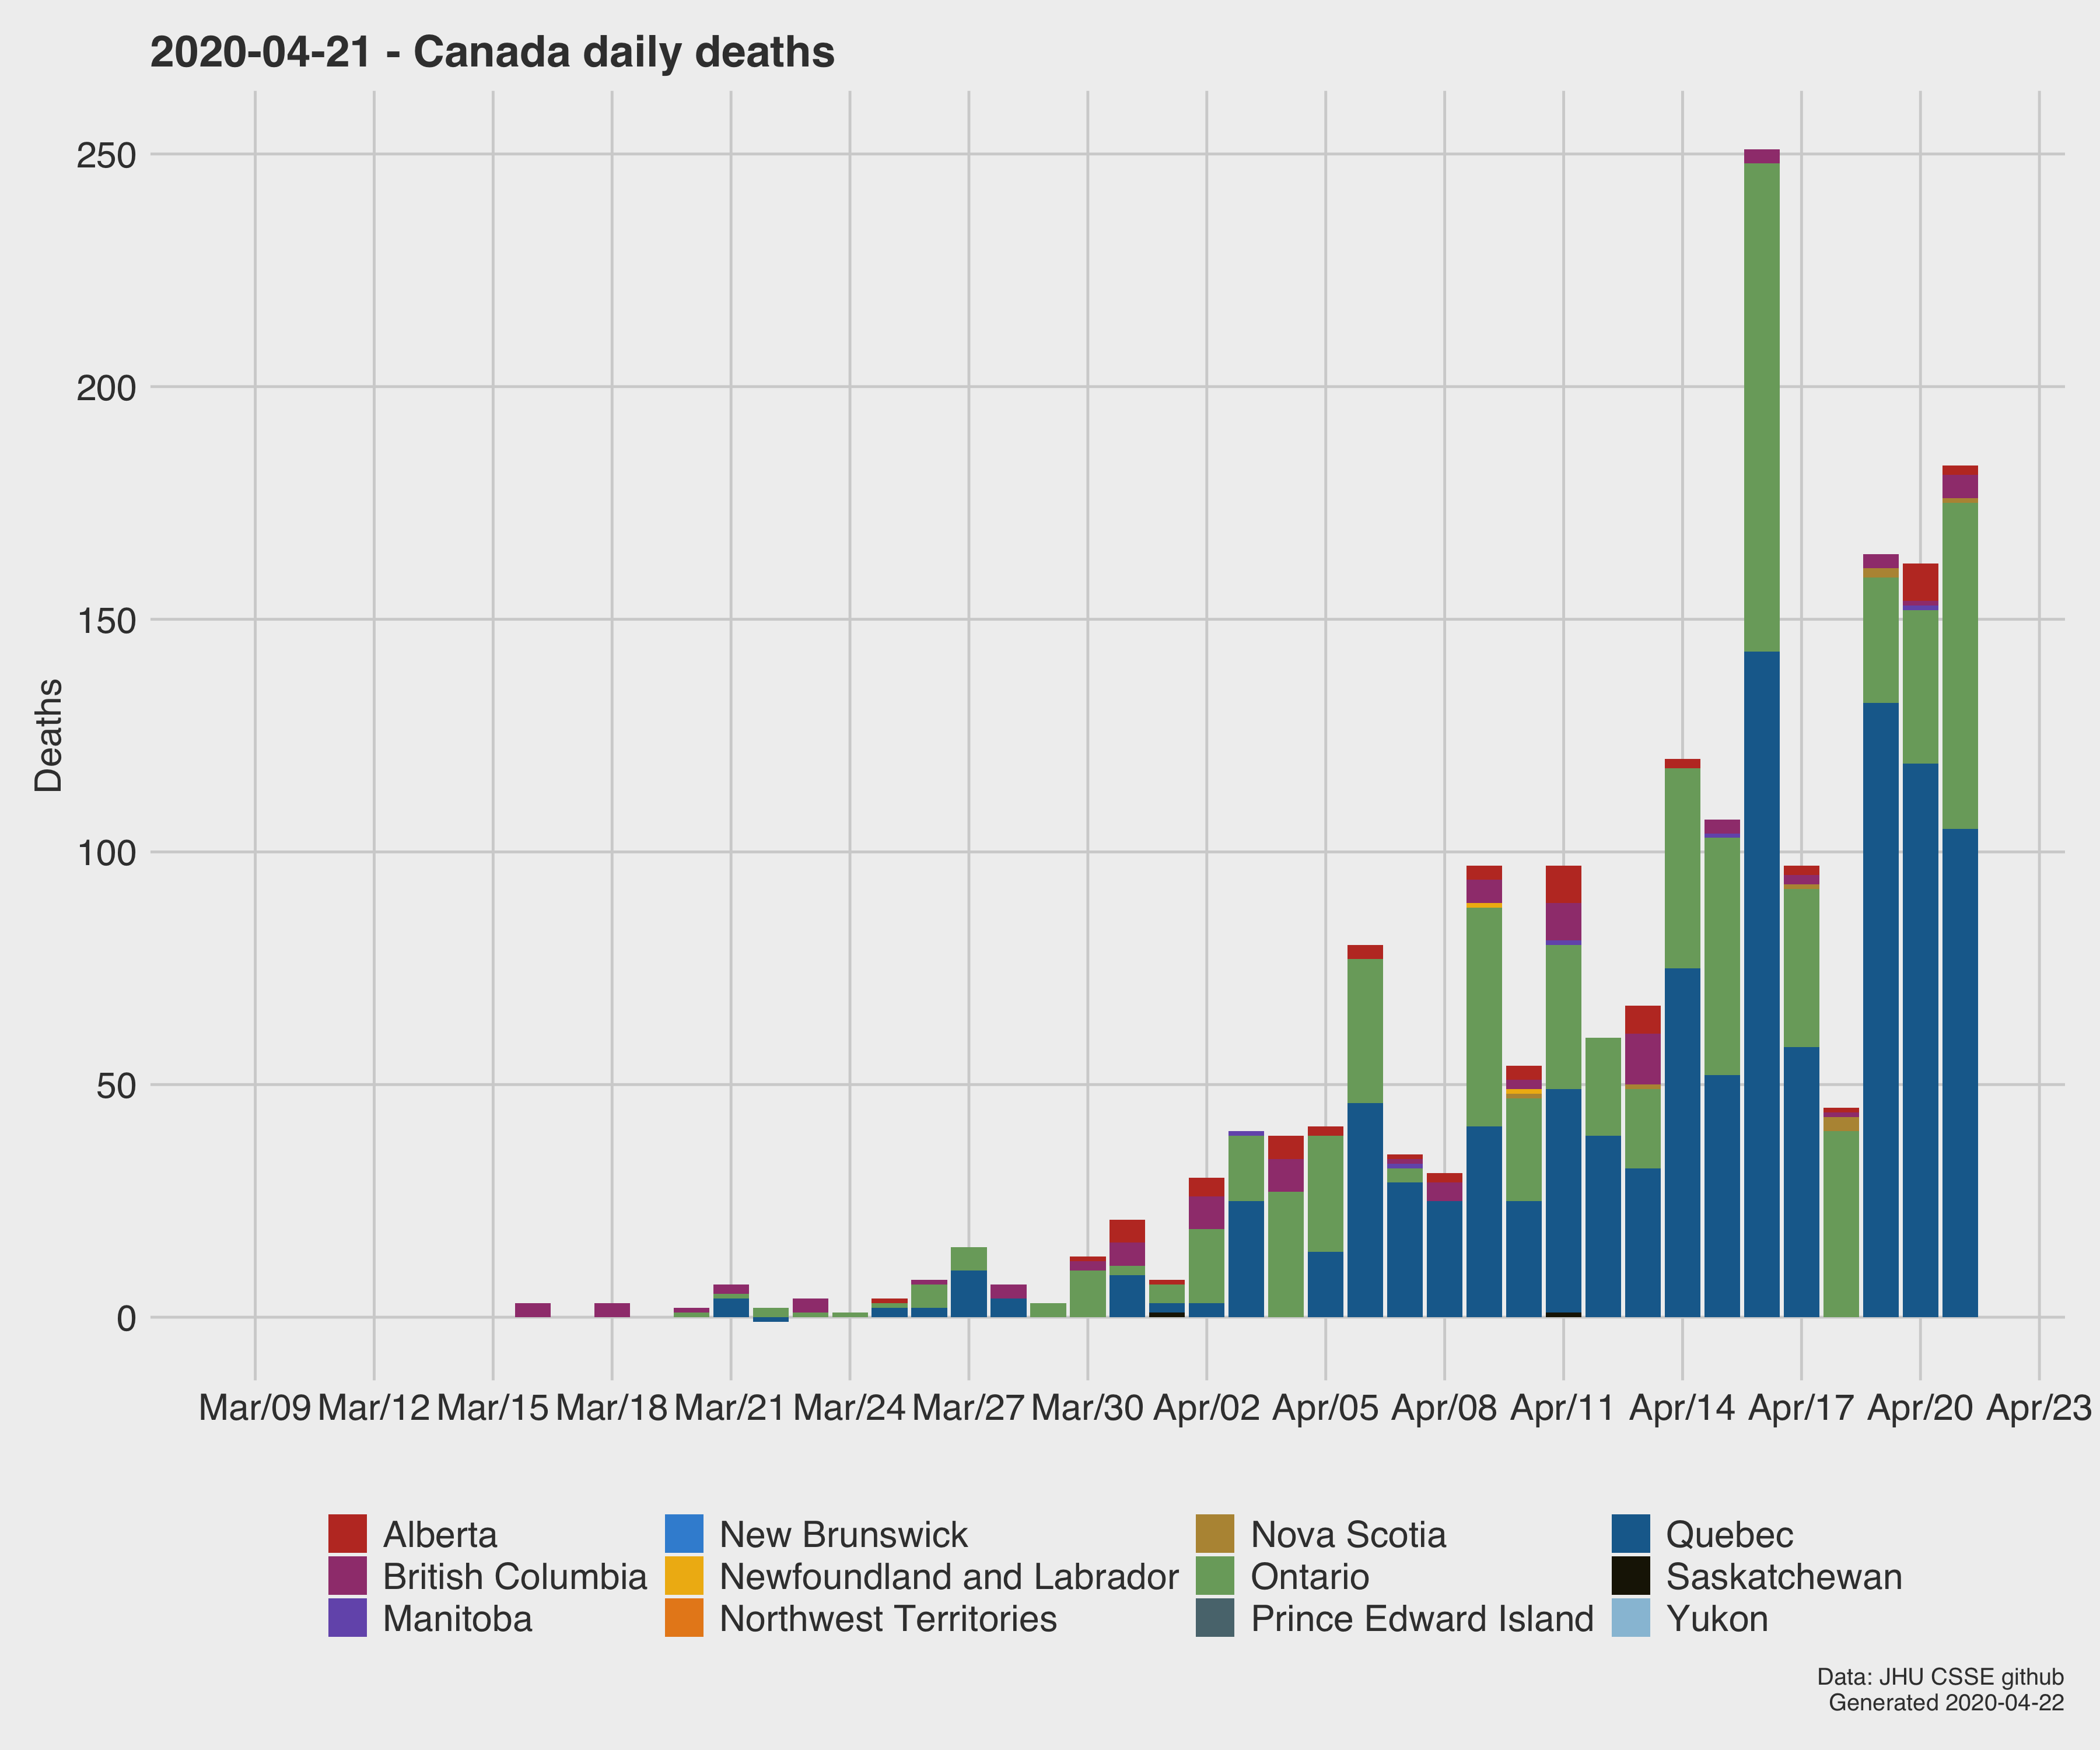 2020-04-21 - Canada daily deaths
250
200
150
100
50
0
Deaths
Mar/09 Mar/12 Mar/15 Mar/18 Mar/21 Mar/24 Mar/27 Mar/30 Apr/02 Apr/05 Apr/08 Apr/11 Apr/14 Apr/17 Apr/20 Apr/23
Alberta New Brunswick Nova Scotia Quebec
British Columbia Newfoundland and Labrador Ontario Saskatchewan
Manitoba Northwest Territories Prince Edward Island Yukon
Data: JHU CSSE github
Generated 2020-04-22